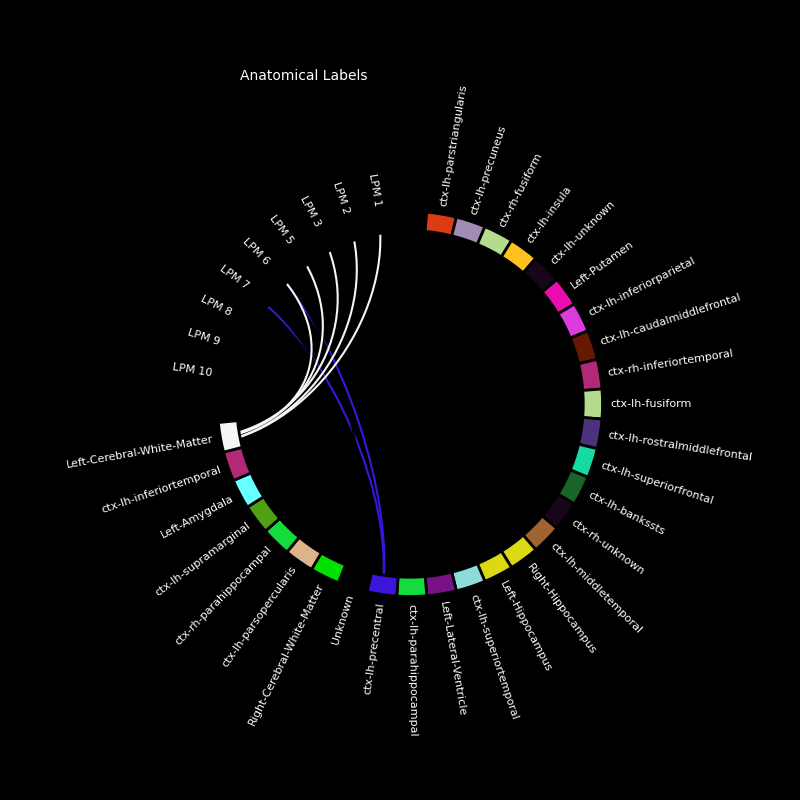 Anatomical Labels
ctx-lh-parstriangularis
ctx-lh-precuneus
ctx-rh-fusiform
ctx-lh-insula
ctx-lh-unknown
Left-Putamen
ctx-lh-inferiorparietal
ctx-lh-caudalmiddlefrontal
ctx-rh-inferiortemporal
ctx-lh-fusiform
ctx-lh-rostralmiddlefrontal
ctx-lh-superiorfrontal
ctx-lh-bankssts
ctx-rh-unknown
ctx-lh-middletemporal
Right-Hippocampus
Left-Hippocampus
ctx-lh-superiortemporal
Left-Lateral-Ventricle
ctx-lh-parahippocampal
ctx-lh-precentral
Unknown
Right-Cerebral-White-Matter
ctx-lh-parsopercularis
ctx-rh-parahippocampal
ctx-lh-supramarginal
Left-Amygdala
ctx-lh-inferiortemporal
Left-Cerebral-White-Matter
LPM 10
LPM 9
LPM 8
LPM 7
LPM 6
LPM 5
LPM 3
LPM 2
LPM 1